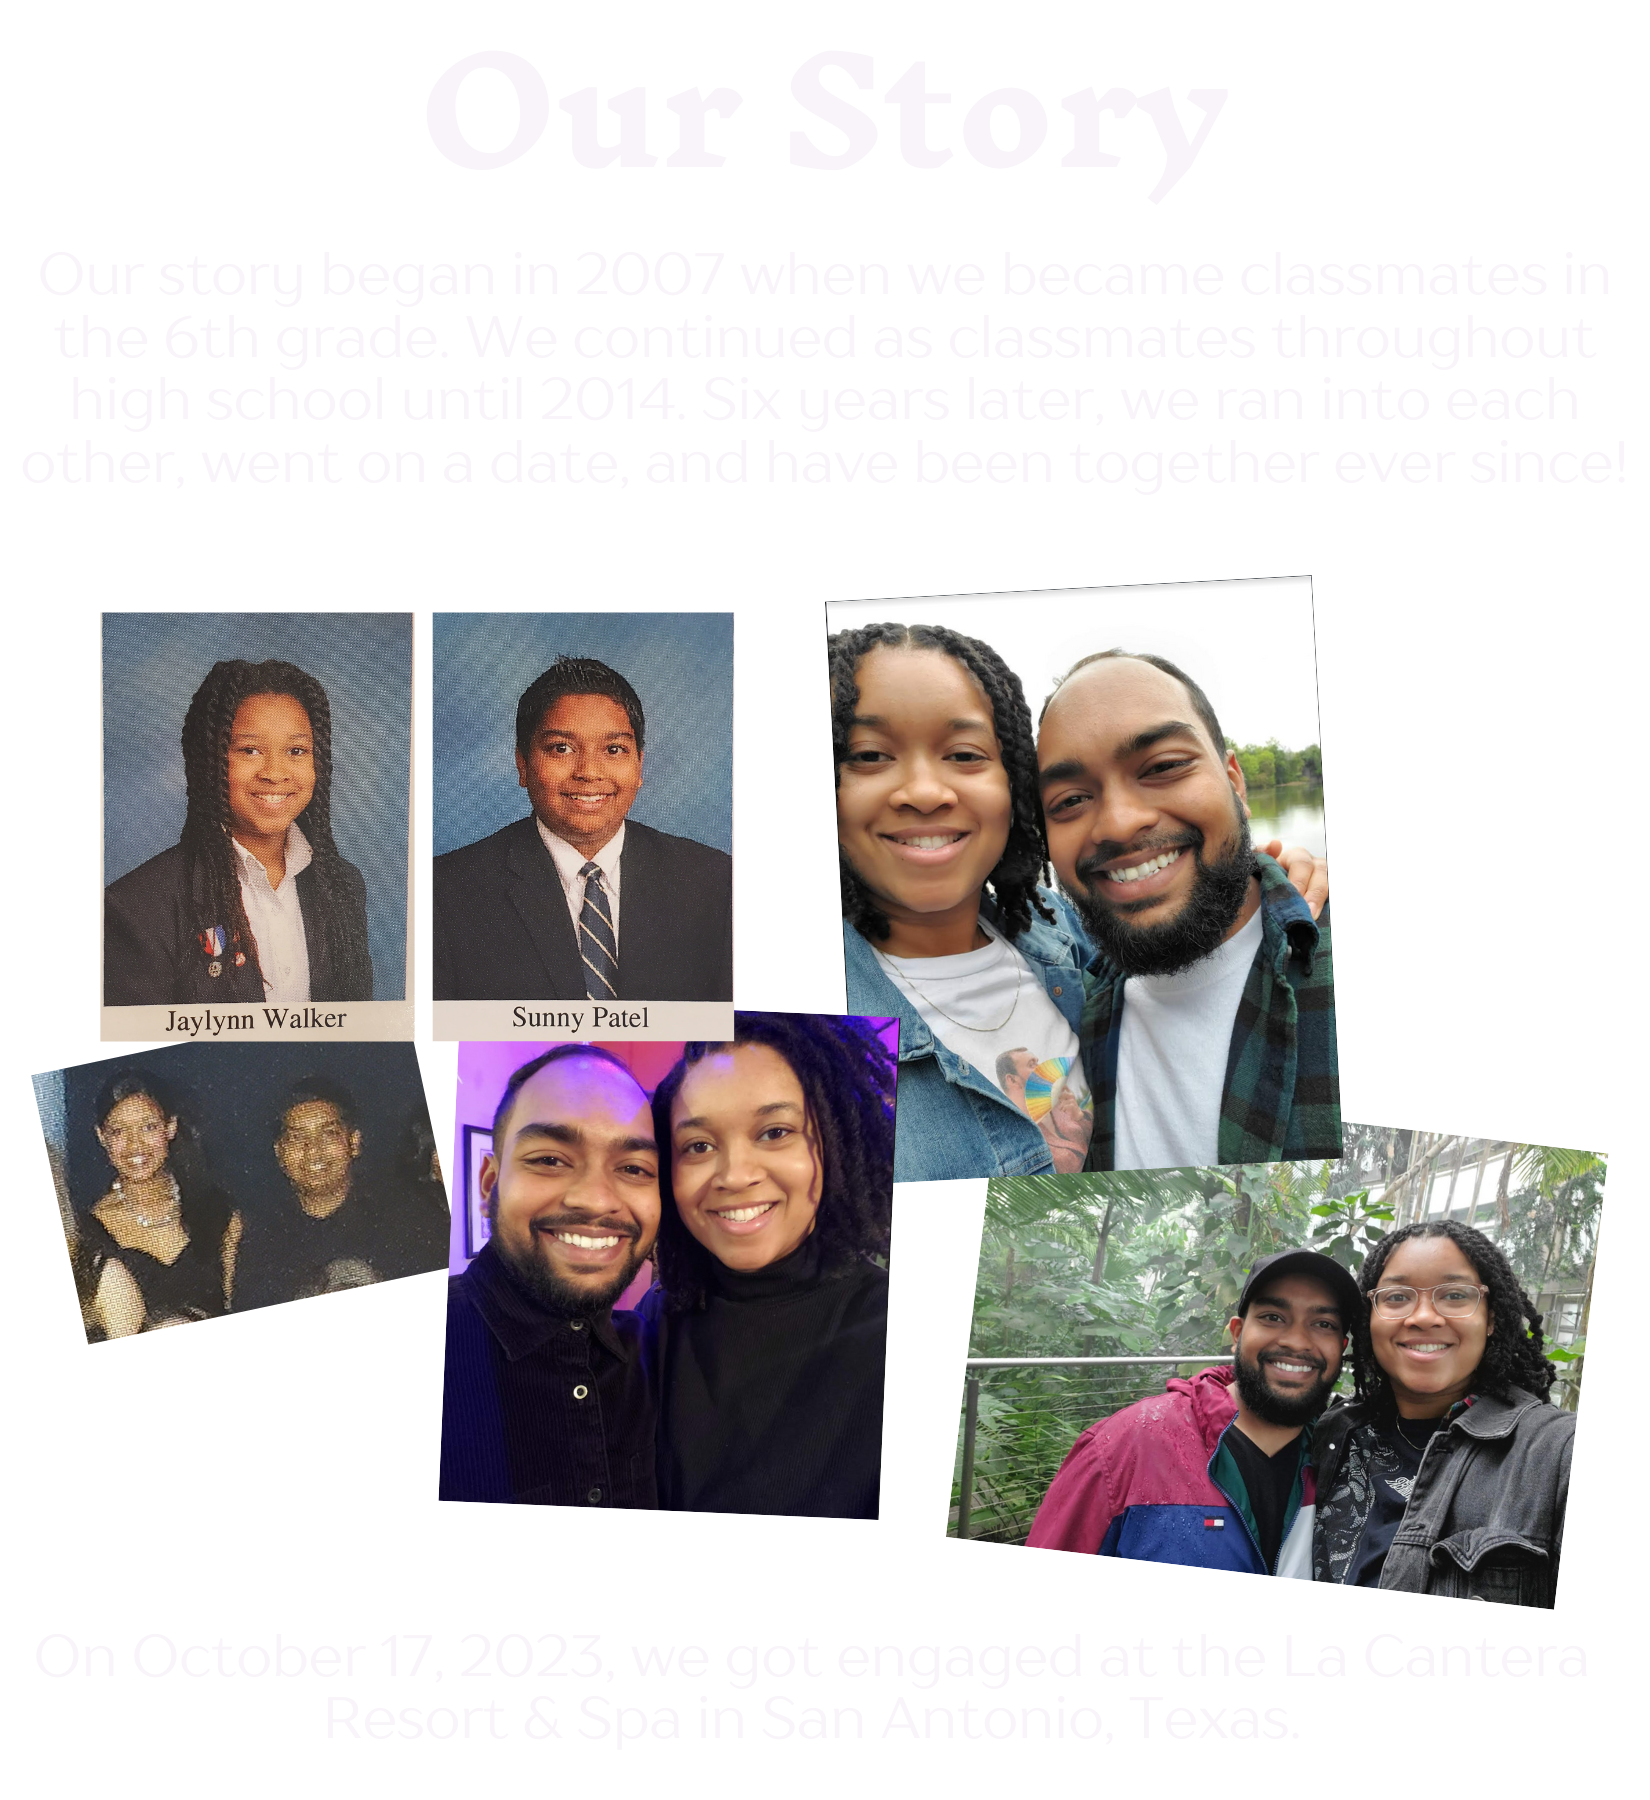 Our Story
Our story began in 2007 when we became classmates in
the 6th grade. We continued as classmates throughout
high school until 2014. Six years later, we ran into each
other, went on a date, and have been together ever since!
Jaylynn Walker
Sunny Patel
On October 17, 2023, we got engaged at the La Cantera
Resort & Spa in San Antonio, Texas.